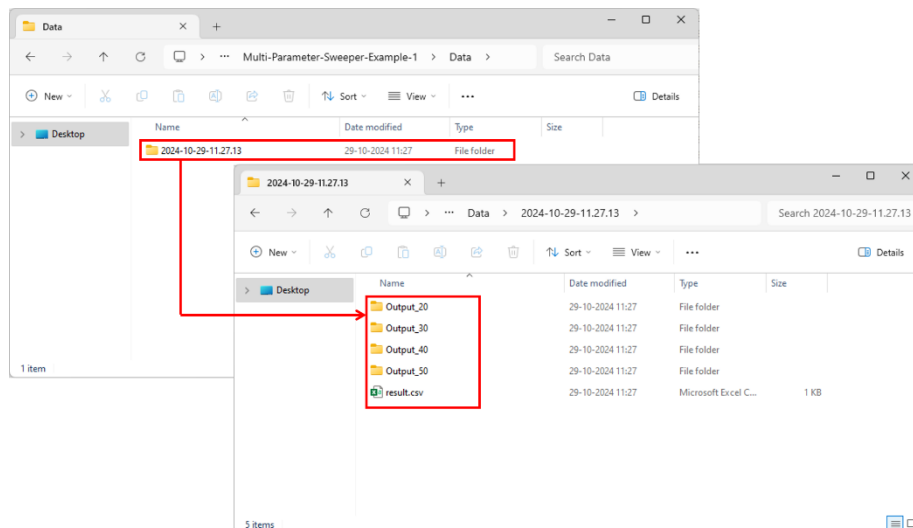 Data
Multi-Parameter-Sweeper-Example-1 > Data >
Search Data
New
Sort
View
Details
Desktop
Name
Date modified
Type
Size
2024-10-29-11.27.13
29-10-2024 11:27
File folder
1 item
2024-10-29-11.27.13
Data > 2024-10-29-11.27.13 >
Search 2024-10-29-11.27.13
New
Sort
View
Details
Desktop
Name
Date modified
Type
Size
Output_20 29-10-2024 11:27 File folder
Output_30 29-10-2024 11:27 File folder
Output_40 29-10-2024 11:27 File folder
Output_50 29-10-2024 11:27 File folder
result.csv 29-10-2024 11:27 Microsoft Excel C... 1 KB
5 items